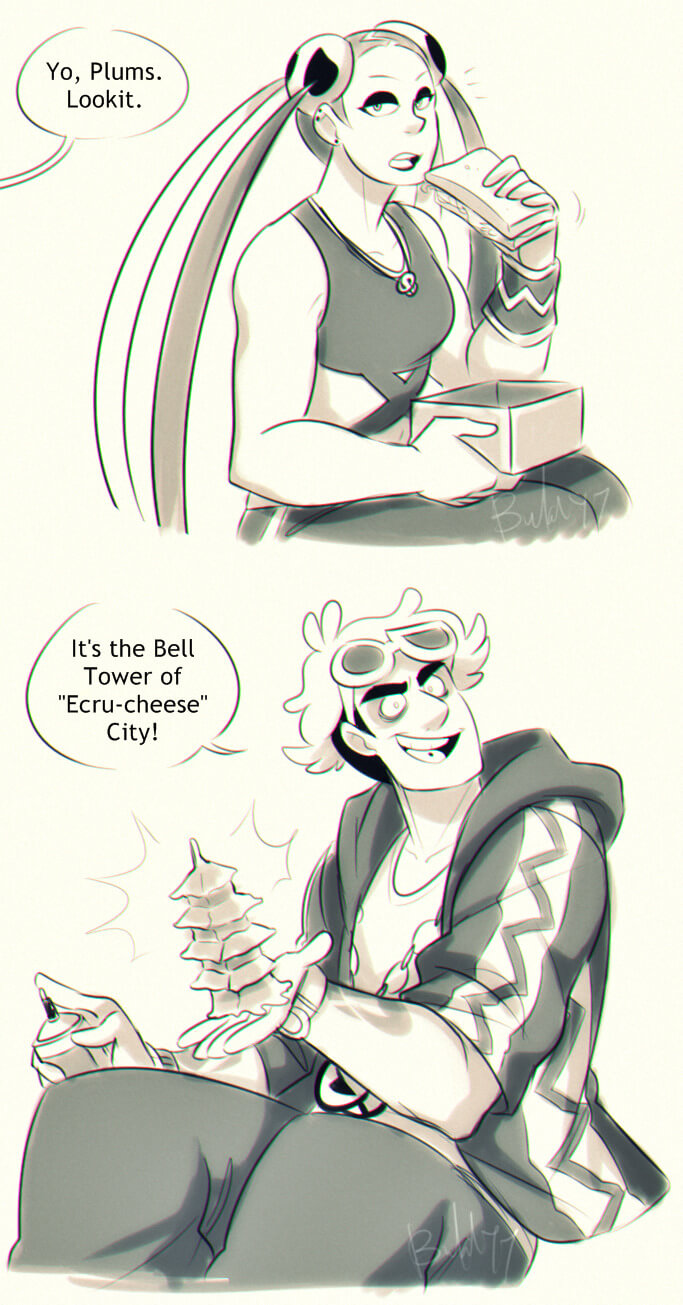 Yo, Plums.
Lookit.
It's the Bell
Tower of
"Ecru-cheese"
City!